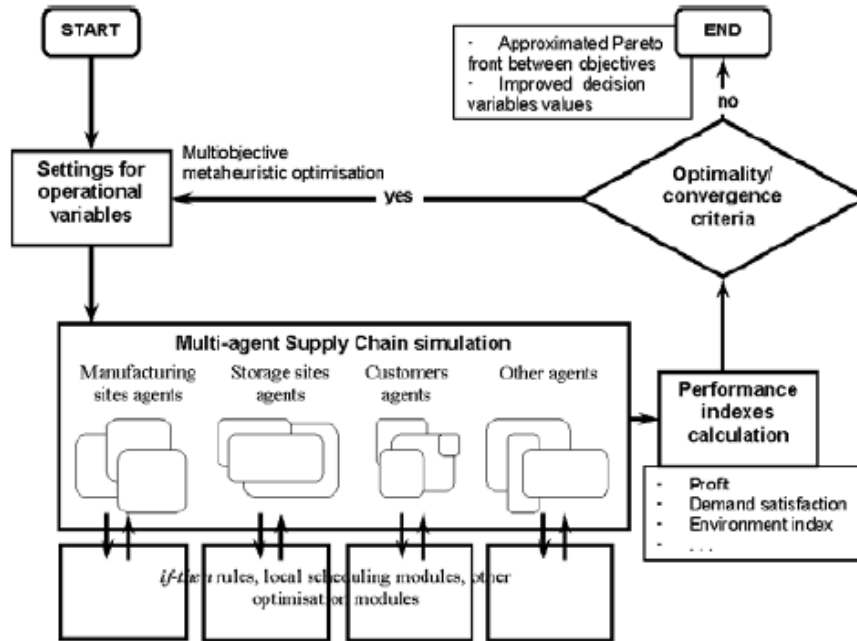 START
- Approximated Pareto
front between objectives
- Improved decision
variables values
END
no
Settings for
operational
variables
Multiobjective
metaheuristic optimisation
yes
Optimality/
convergence
criteria
Multi-agent Supply Chain simulation
Manufacturing
sites agents
Storage sites
agents
Customers
agents
Other agents
Performance
indexes
calculation
- Profit
- Demand satisfaction
- Environment index
- . . .
if-then rules, local scheduling modules, other
optimisation modules